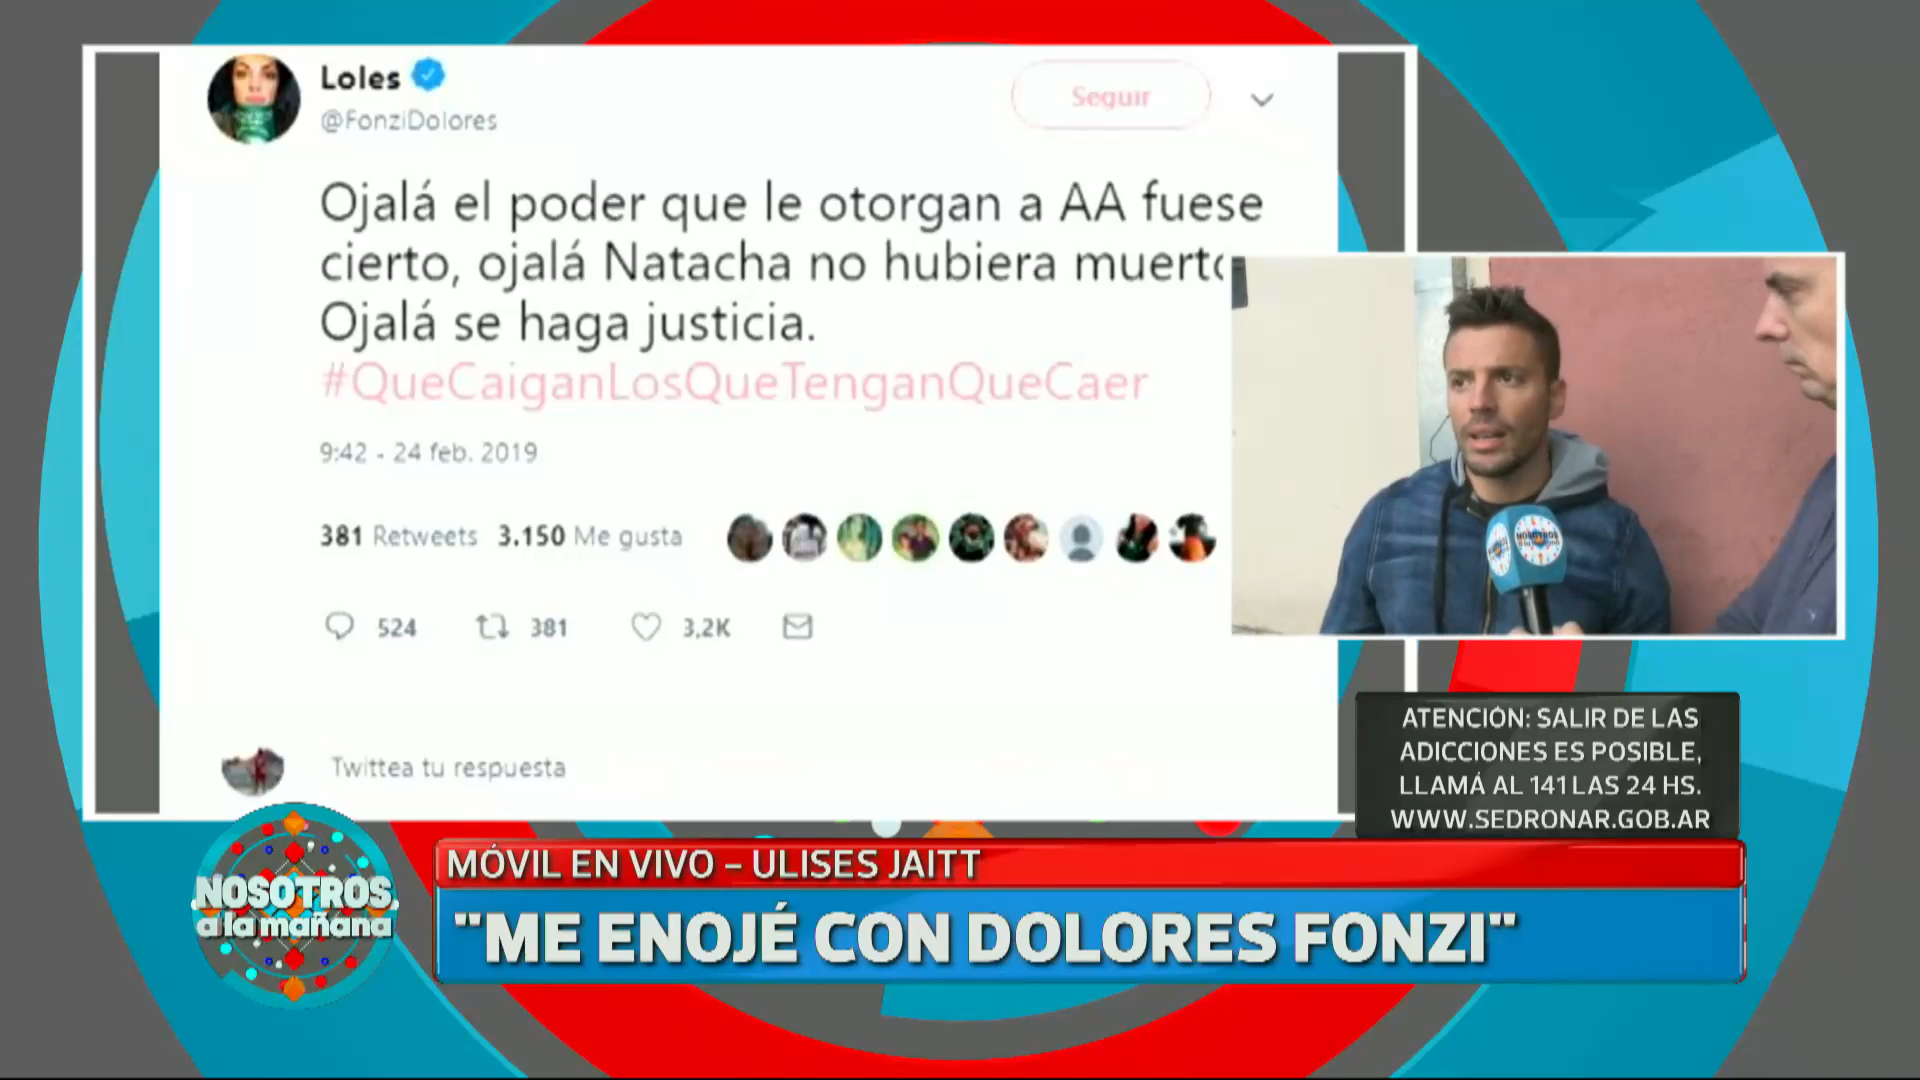 Loles
@FonziDolores
Seguir
Ojalá el poder que le otorgan a AA fuese
cierto, ojalá Natacha no hubiera muerto
Ojalá se haga justicia.
#QueCaiganLosQueTenganQueCaer
9:42 - 24 feb. 2019
381 Retweets 3.150 Me gusta
524 381 3,2K
Twittea tu respuesta
NOSOTROS
ATENCIÓN: SALIR DE LAS
ADICCIONES ES POSIBLE,
LLAMÁ AL 141 LAS 24 HS.
WWW.SEDRONAR.GOB.AR
MÓVIL EN VIVO – ULISES JAITT
"ME ENOJÉ CON DOLORES FONZI"
NOSOTROS
a la mañana